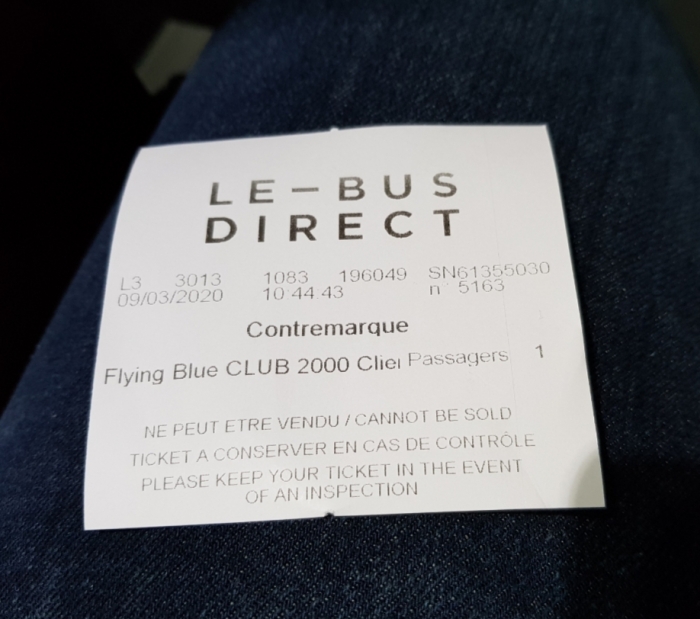 LE–BUS
DIRECT
L3 3013 1083 196049 SN61355030
09/03/2020 10 44 43 n° 5163
Contremarque
Flying Blue CLUB 2000 Clier Passagers 1
NE PEUT ETRE VENDU / CANNOT BE SOLD
TICKET A CONSERVER EN CAS DE CONTRÔLE
PLEASE KEEP YOUR TICKET IN THE EVENT
OF AN INSPECTION